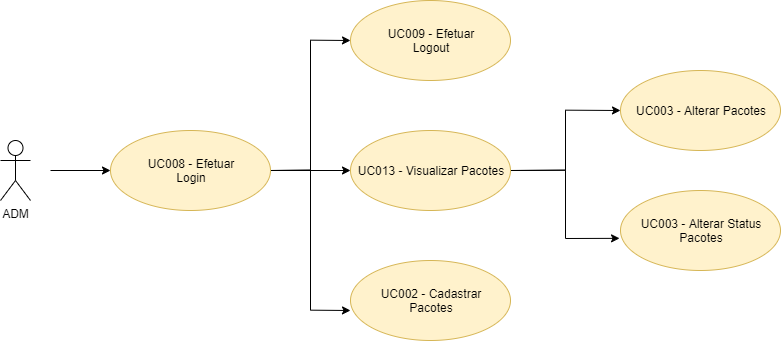 ADM
UC008 - Efetuar
Login
UC009 - Efetuar
Logout
UC013 - Visualizar Pacotes
UC002 - Cadastrar
Pacotes
UC003 - Alterar Pacotes
UC003 - Alterar Status
Pacotes